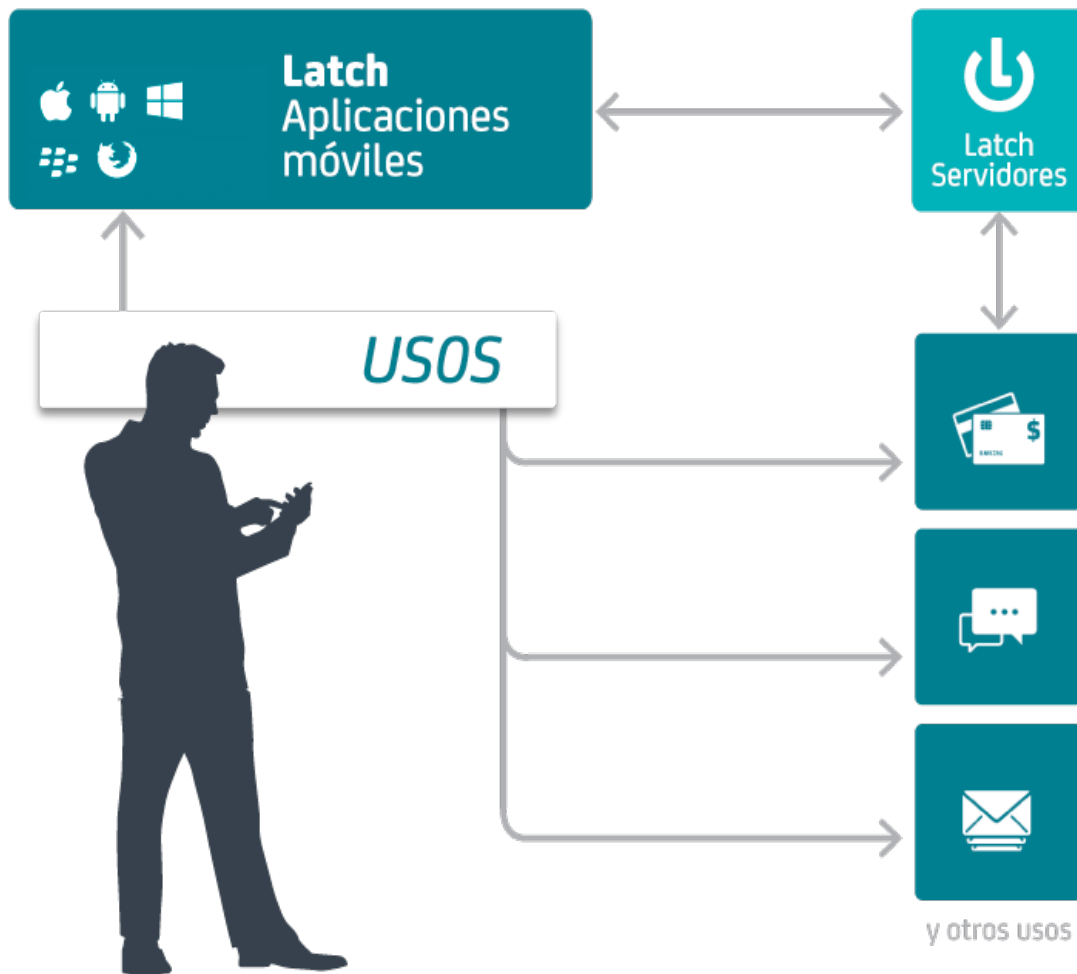 Latch
Aplicaciones
móviles
Latch
Servidores
USOS
$
BANKING
y otros usos